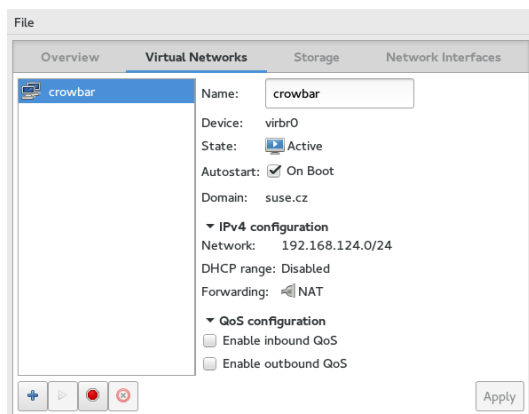 File
Overview Virtual Networks Storage Network Interfaces
crowbar
Name: crowbar
Device: virbr0
State: Active
Autostart: On Boot
Domain: suse.cz
IPv4 configuration
Network: 192.168.124.0/24
DHCP range: Disabled
Forwarding: NAT
QoS configuration
Enable inbound QoS
Enable outbound QoS
Apply